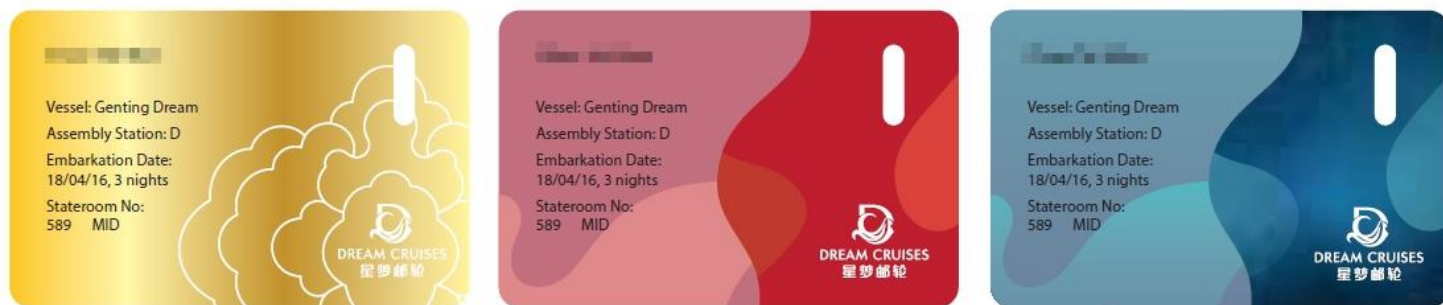 Vessel: Genting Dream
Assembly Station: D
Embarkation Date:
18/04/16, 3 nights
Stateroom No:
589 MID
DREAM CRUISES
星梦邮轮
Vessel: Genting Dream
Assembly Station: D
Embarkation Date:
18/04/16, 3 nights
Stateroom No:
589 MID
DREAM CRUISES
星梦邮轮
Vessel: Genting Dream
Assembly Station: D
Embarkation Date:
18/04/16, 3 nights
Stateroom No:
589 MID
DREAM CRUISES
星梦邮轮